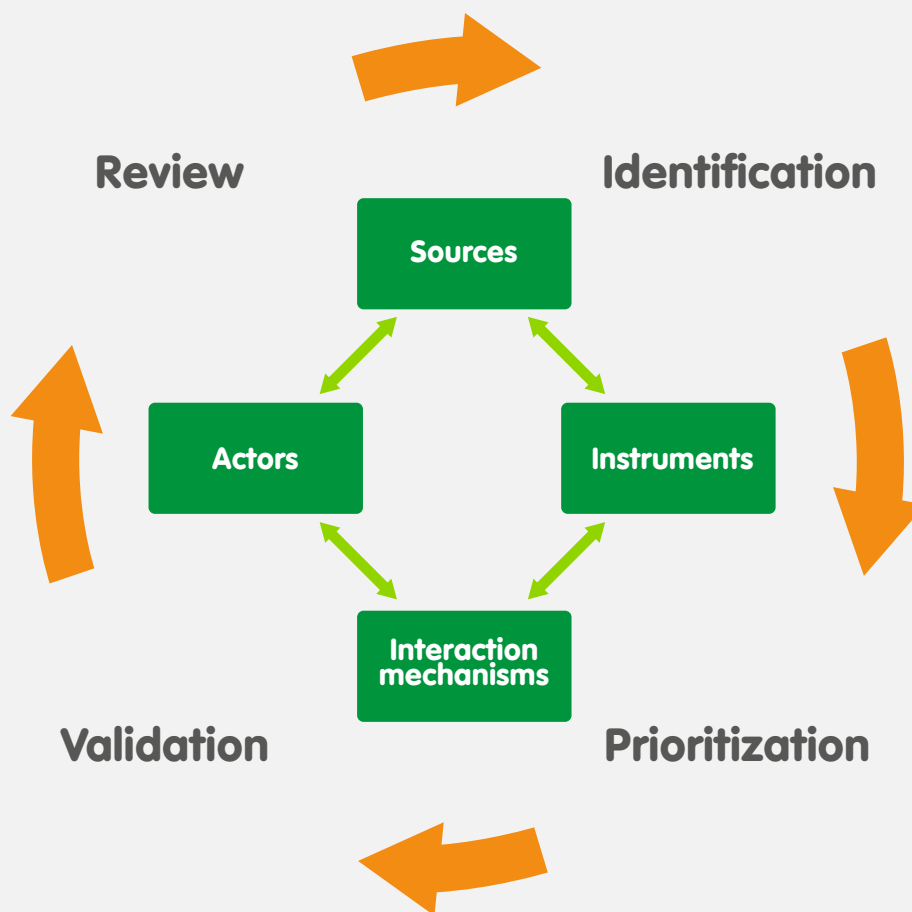 Review
Identification
Sources
Actors
Instruments
Interaction
mechanisms
Validation
Prioritization